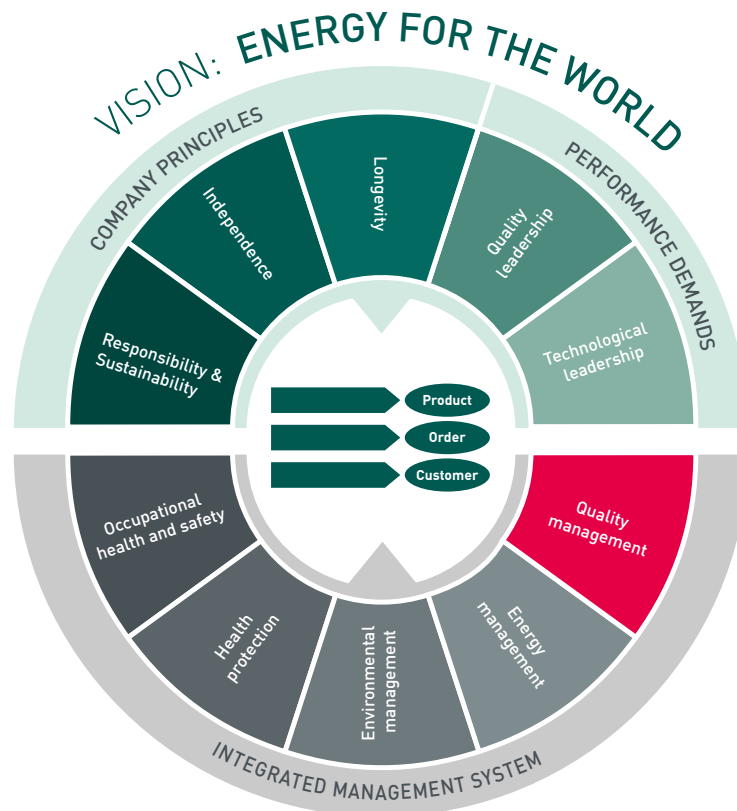 VISION: ENERGY FOR THE WORLD
COMPANY PRINCIPLES
PERFORMANCE DEMANDS
Responsibility &
Sustainability
Independence
Longevity
Quality
leadership
Technological
leadership
Product
Order
Customer
Occupational
health and safety
Health
protection
Environmental
management
Energy
management
Quality
management
INTEGRATED MANAGEMENT SYSTEM